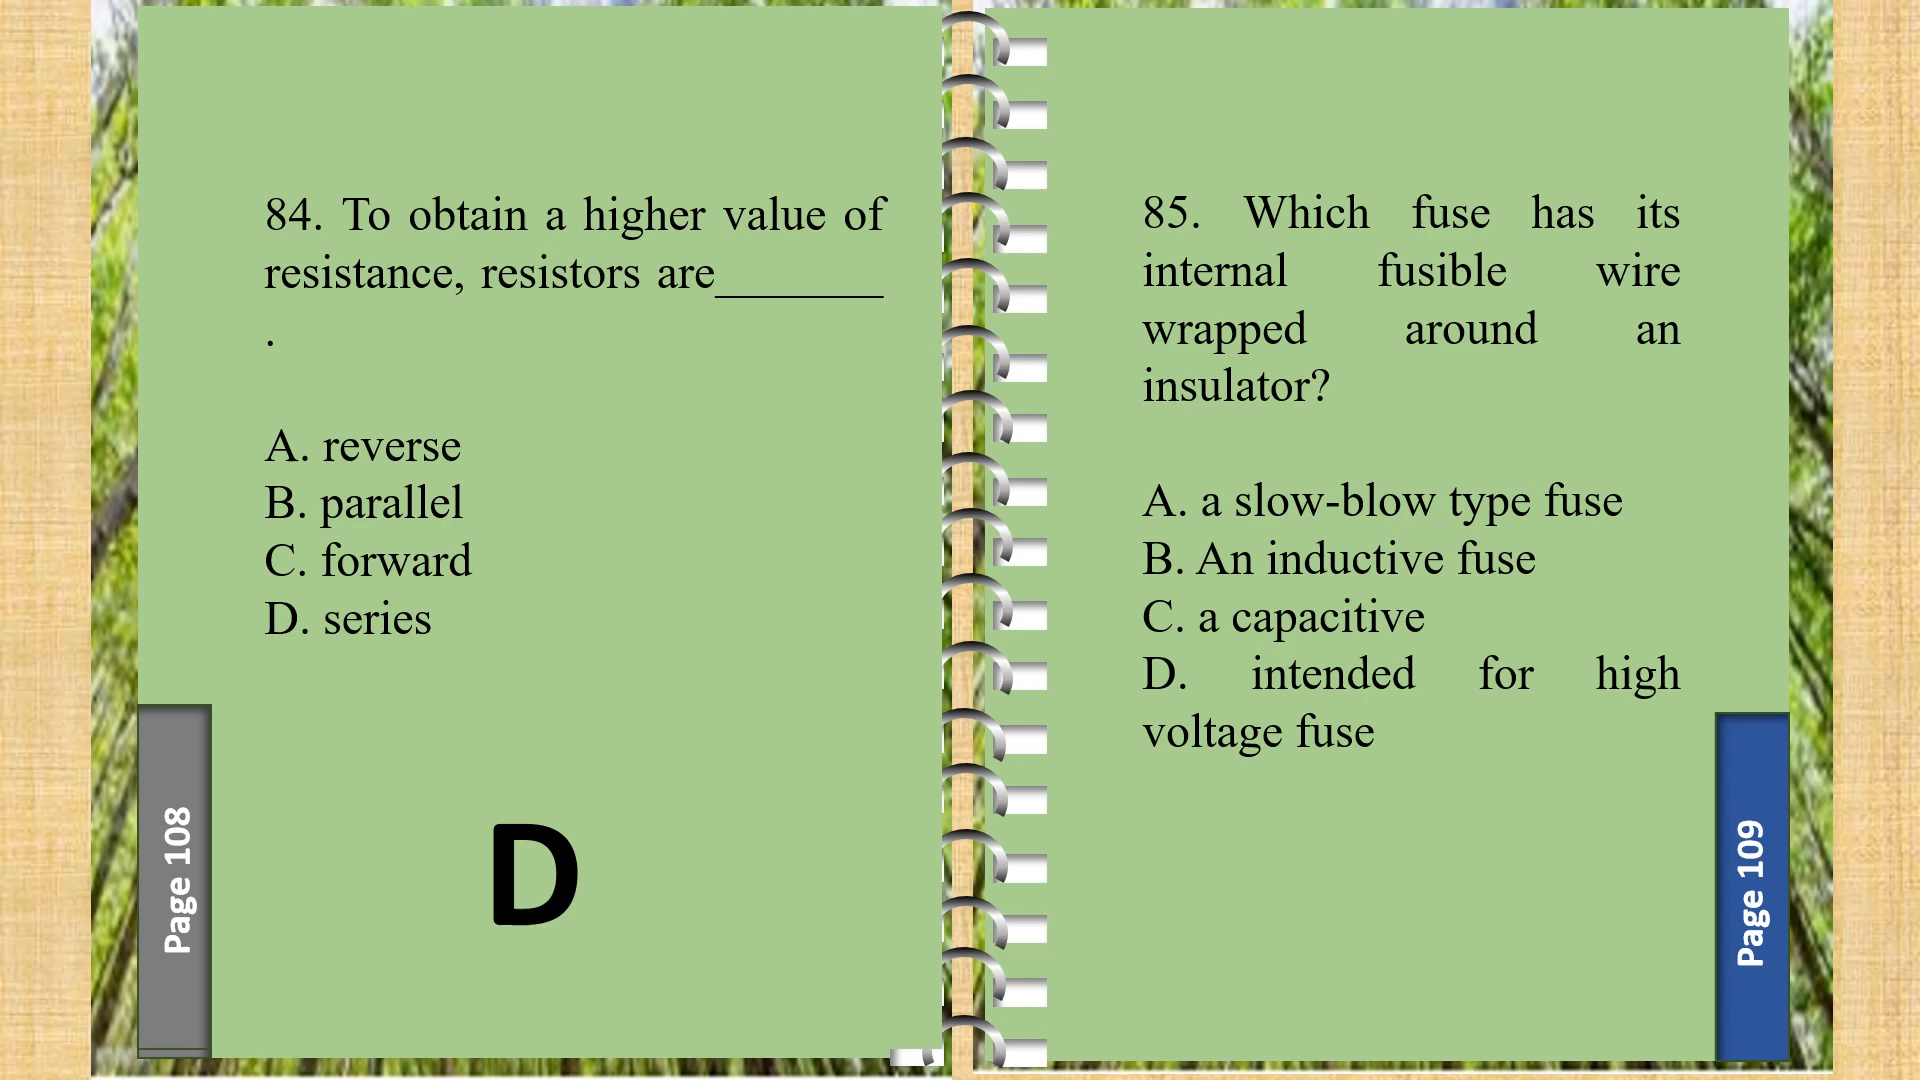 84. To obtain a higher value of
resistance, resistors are_______
.
A. reverse
B. parallel
C. forward
D. series
D
Page 108
85. Which fuse has its
internal fusible wire
wrapped around an
insulator?
A. a slow-blow type fuse
B. An inductive fuse
C. a capacitive
D. intended for high
voltage fuse
Page 109